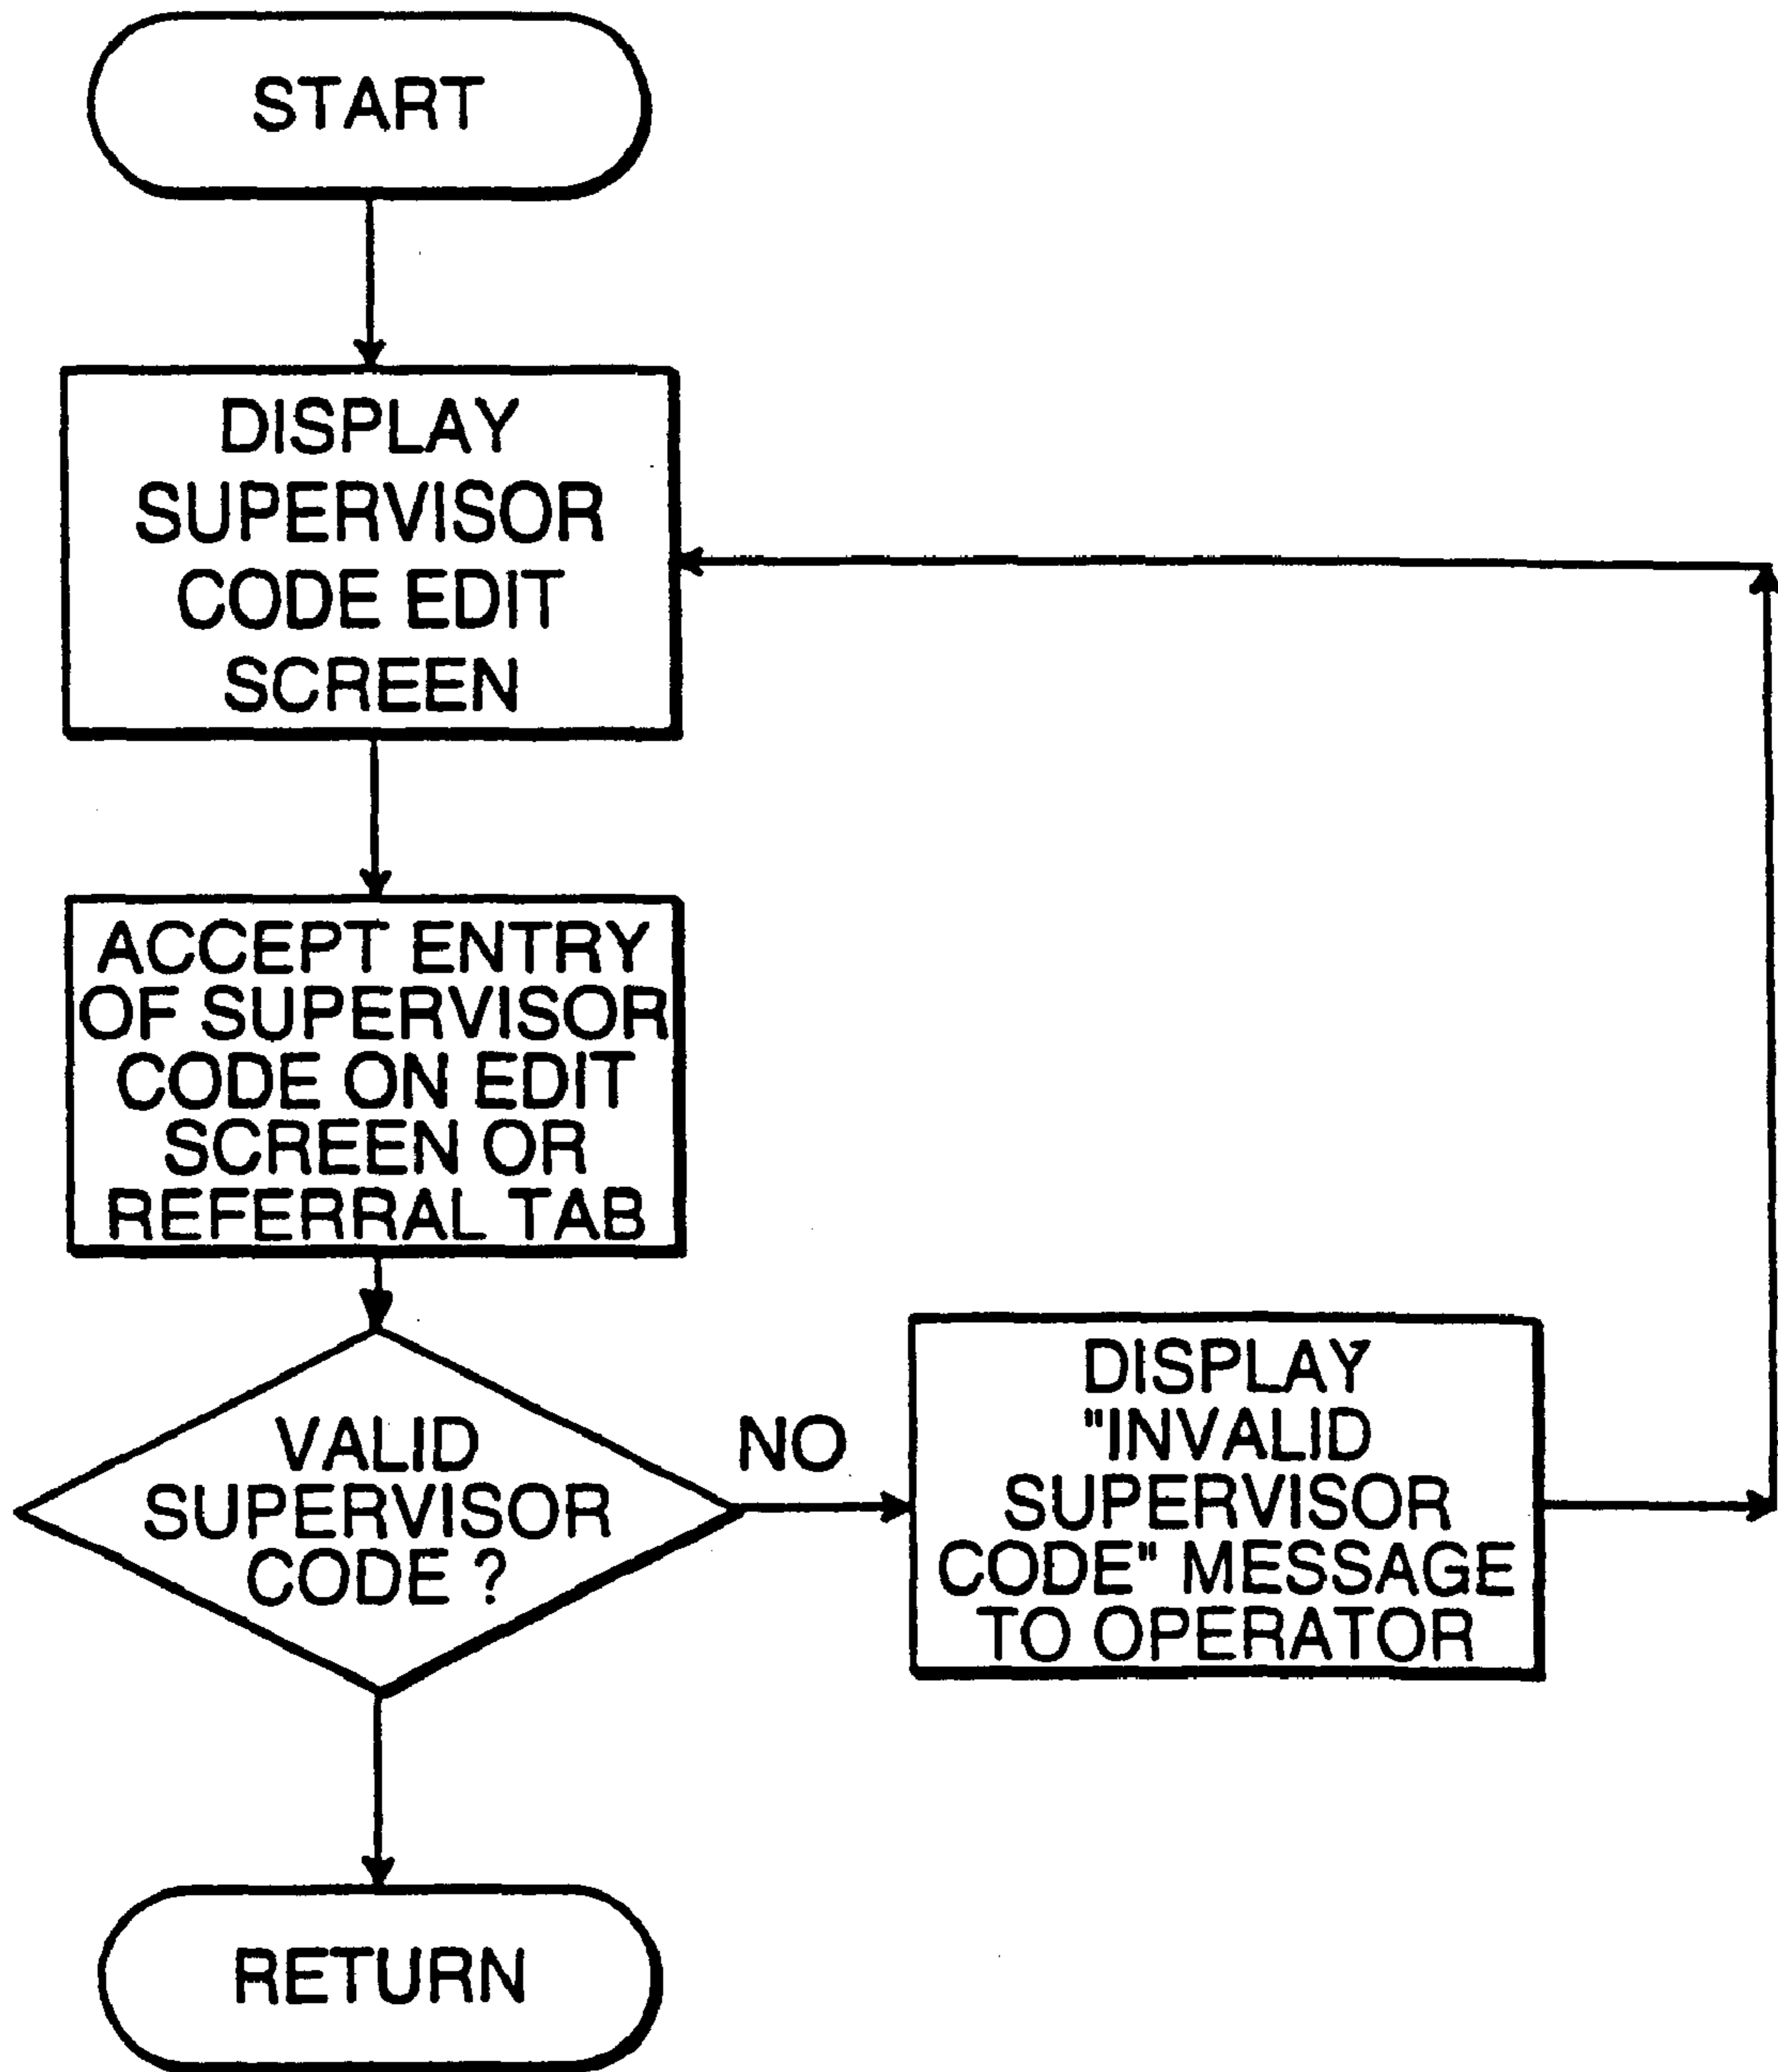 START
DISPLAY
SUPERVISOR
CODE EDIT
SCREEN
ACCEPT ENTRY
OF SUPERVISOR
CODE ON EDIT
SCREEN OR
REFERRAL TAB
VALID
SUPERVISOR
CODE ?
NO
DISPLAY
"INVALID
SUPERVISOR
CODE" MESSAGE
TO OPERATOR
RETURN